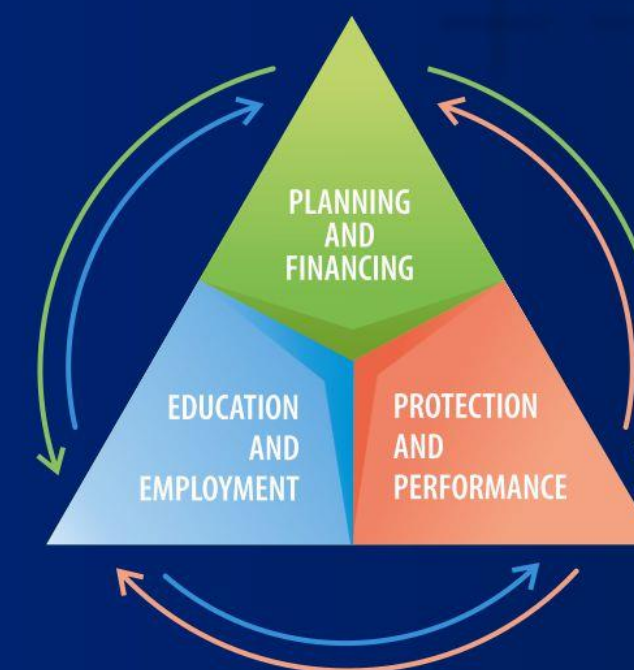 PLANNING
AND
FINANCING
EDUCATION
AND
EMPLOYMENT
PROTECTION
AND
PERFORMANCE